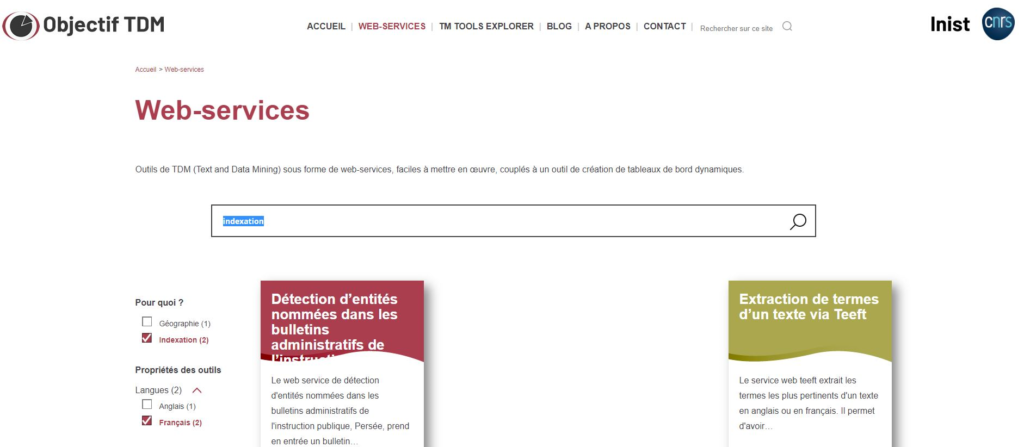 Objectif TDM
ACCUEIL | WEB-SERVICES | TM TOOLS EXPLORER | BLOG | A PROPOS | CONTACT | Rechercher sur ce site
Inist cnrs
Accueil > Web-services
Web-services
Outils de TDM (Text and Data Mining) sous forme de web-services, faciles à mettre en œuvre, couplés à un outil de création de tableaux de bord dynamiques.
indexation
Pour quoi ?
Géographie (1)
Indexation (2)
Propriétés des outils
Langues (2)
Anglais (1)
Français (2)
Détection d'entités
nommées dans les
bulletins
administratifs de
Le web service de détection
d'entités nommées dans les
bulletins administratifs de
l'instruction publique, Persée, prend
en entrée un bulletin…
Extraction de termes
d'un texte via Teeft
Le service web teeft extrait les
termes les plus pertinents d'un texte
en anglais ou en français. Il permet
d'avoir…